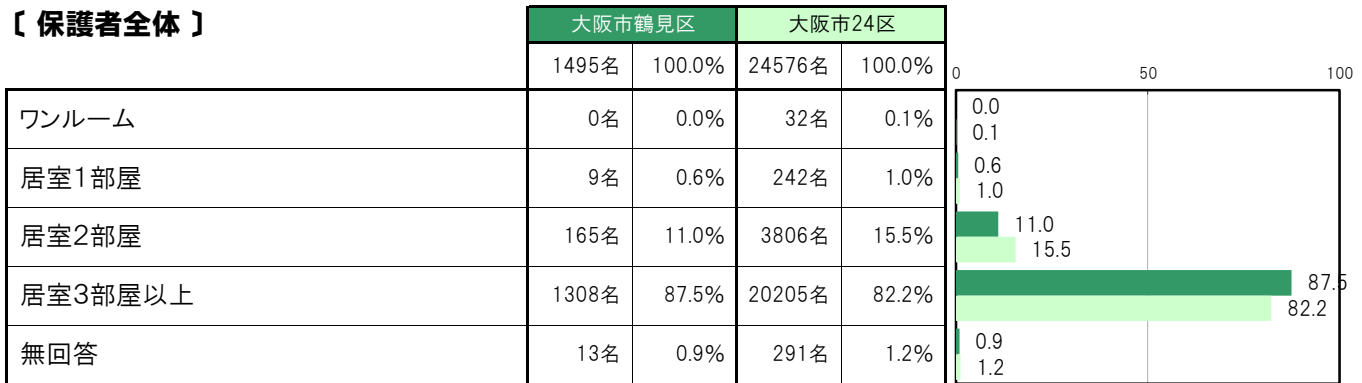 〔 保護者全体 〕
大阪市鶴見区 大阪市24区
1495名 100.0% 24576名 100.0%
0 50 100
ワンルーム 0名 0.0% 32名 0.1% 0.0
0.1
居室1部屋 9名 0.6% 242名 1.0% 0.6
1.0
居室2部屋 165名 11.0% 3806名 15.5% 11.0
15.5
居室3部屋以上 1308名 87.5% 20205名 82.2% 87.5
82.2
無回答 13名 0.9% 291名 1.2% 0.9
1.2